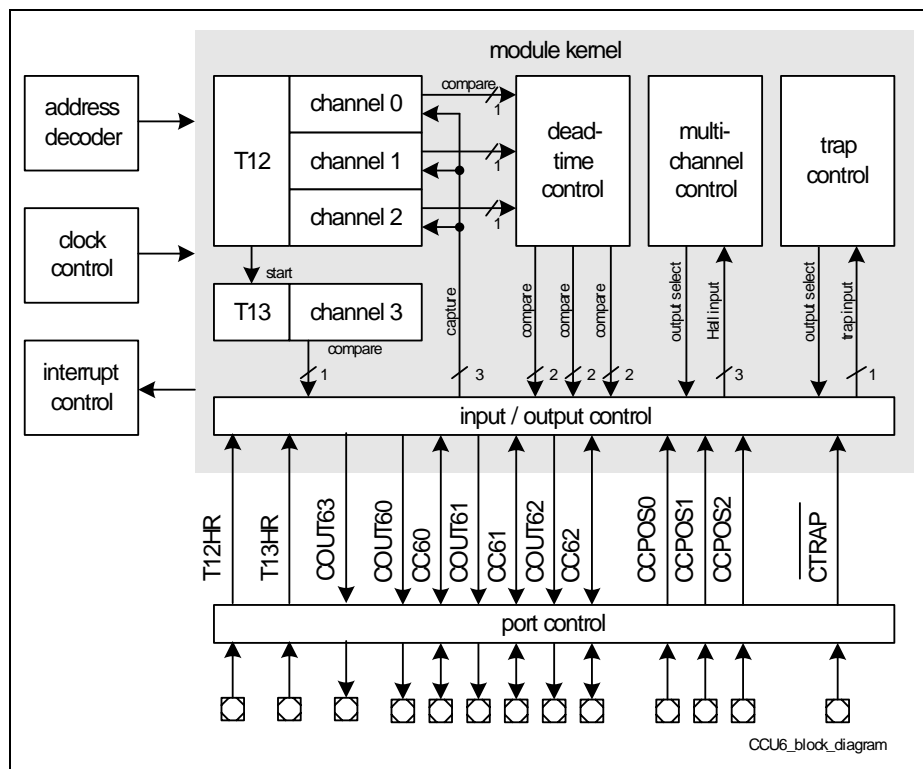 module kernel
address
decoder
clock
control
interrupt
control
T12
channel 0
channel 1
channel 2
compare
1
1
1
dead-
time
control
multi-
channel
control
trap
control
start
T13
channel 3
compare
1
capture
3
compare
2
compare
2
compare
2
output select
Hall input
3
output select
trap input
1
input / output control
T12HR
T13HR
COUT63
COUT60
CC60
COUT61
CC61
COUT62
CC62
CCPOS0
CCPOS1
CCPOS2
CTRAP
port control
CCU6_block_diagram